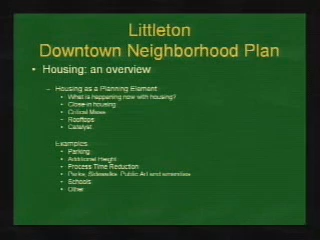 Littleton
Downtown Neighborhood Plan
• Housing: an overview
– Housing as a Planning Element
• What is happening now with housing?
• Close-in housing
• Critical Mass
• Rooftops
• Catalyst
Examples
• Parking
• Additional Height
• Process Time Reduction
• Parks, Sidewalks, Public Art and amenities
• Schools
• Other